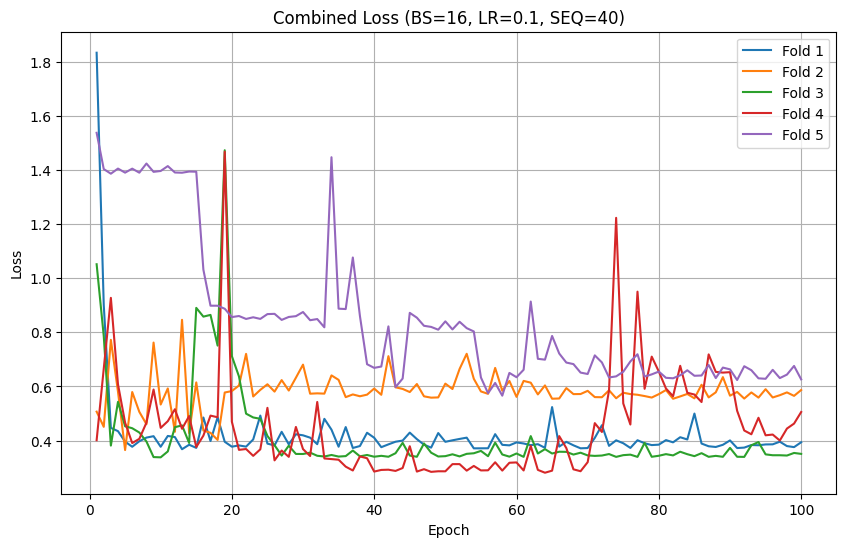 Combined Loss (BS=16, LR=0.1, SEQ=40)
Fold 1
Fold 2
Fold 3
Fold 4
Fold 5
1.8
1.6
1.4
1.2
1.0
0.8
0.6
0.4
Loss
0 20 40 60 80 100
Epoch